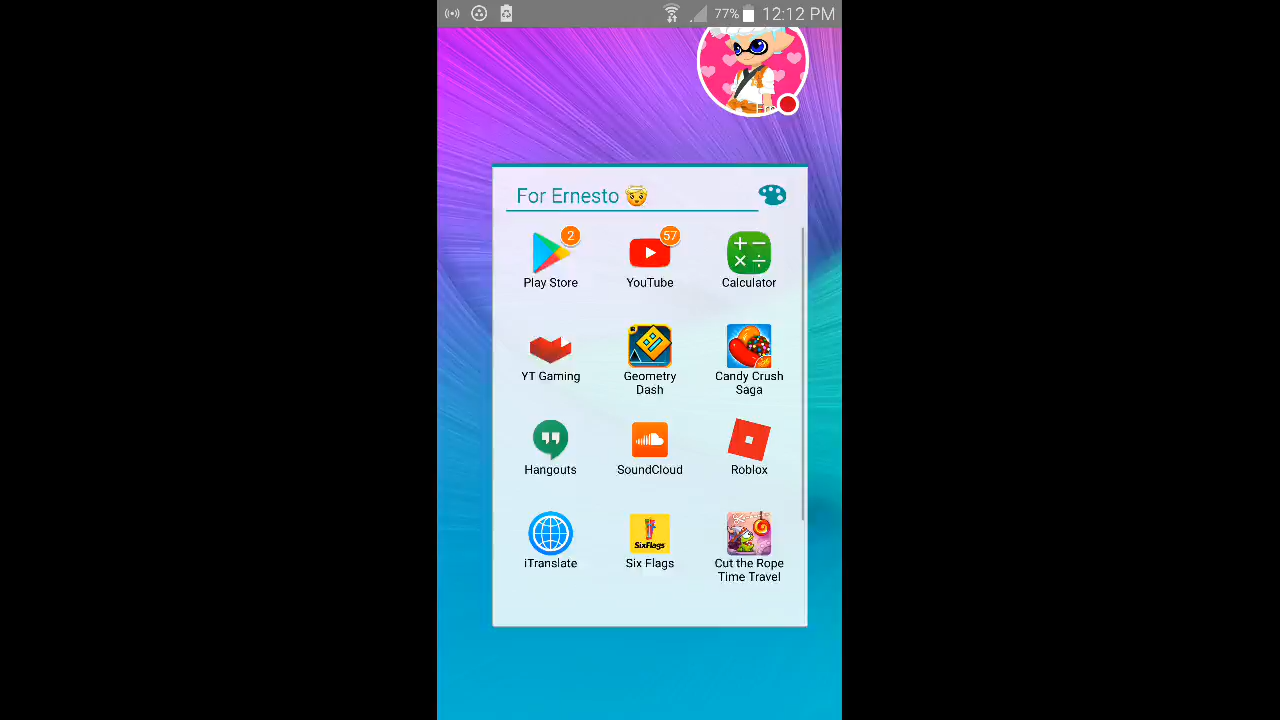 77% 12:12 PM
For Ernesto 😇
2
57
Play Store
YouTube
Calculator
YT Gaming
Geometry
Dash
Candy Crush
Saga
Hangouts
SoundCloud
Roblox
iTranslate
SixFlags
Six Flags
Cut the Rope
Time Travel